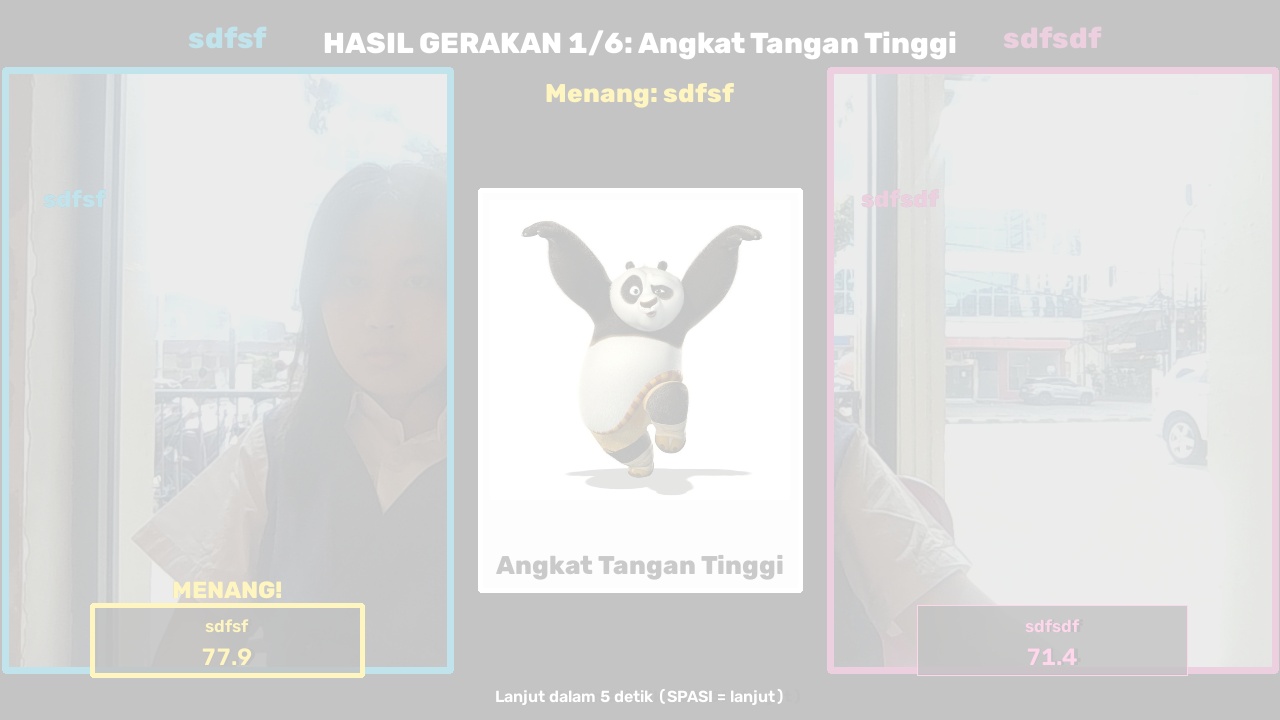 sdfsf
HASIL GERAKAN 1/6: Angkat Tangan Tinggi
sdfsdf
Menang: sdfsf
sdfsf
sdfsdf
Angkat Tangan Tinggi
MENANG!
sdfsf
77.9
sdfsdf
71.4
Lanjut dalam 5 detik (SPASI = lanjut)